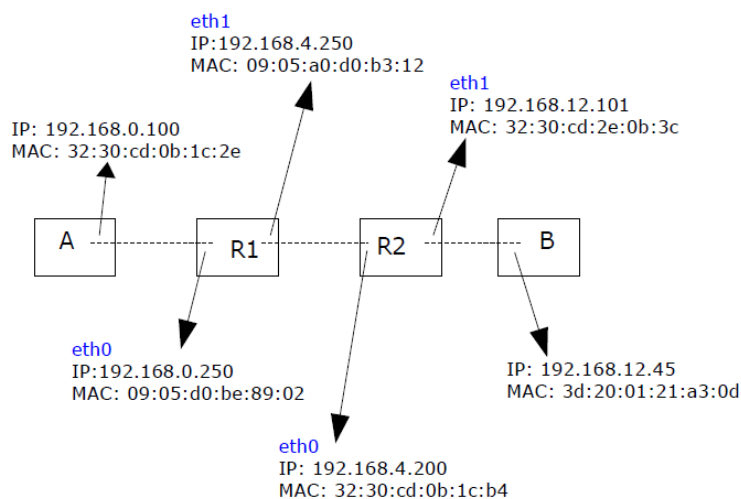 eth1
IP:192.168.4.250
MAC: 09:05:a0:d0:b3:12
eth1
IP: 192.168.12.101
MAC: 32:30:cd:2e:0b:3c
IP: 192.168.0.100
MAC: 32:30:cd:0b:1c:2e
A
R1
R2
B
eth0
IP:192.168.0.250
MAC: 09:05:d0:be:89:02
IP: 192.168.12.45
MAC: 3d:20:01:21:a3:0d
eth0
IP: 192.168.4.200
MAC: 32:30:cd:0b:1c:b4